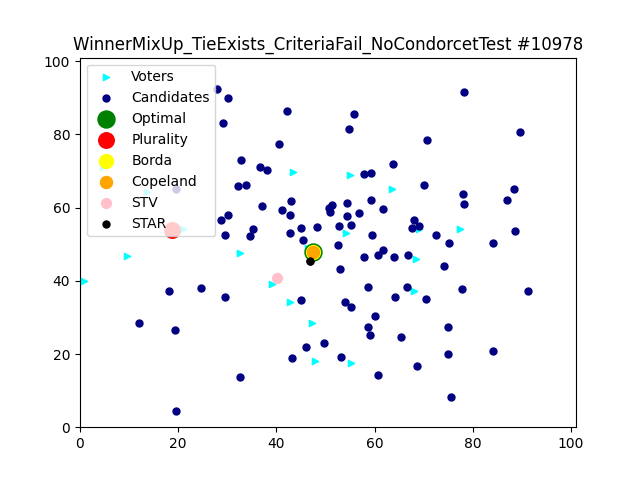 WinnerMixUp_TieExists_CriteriaFail_NoCondorcetTest #10978
100
80
60
40
20
0
Voters
Candidates
Optimal
Plurality
Borda
Copeland
STV
STAR
0 20 40 60 80 100